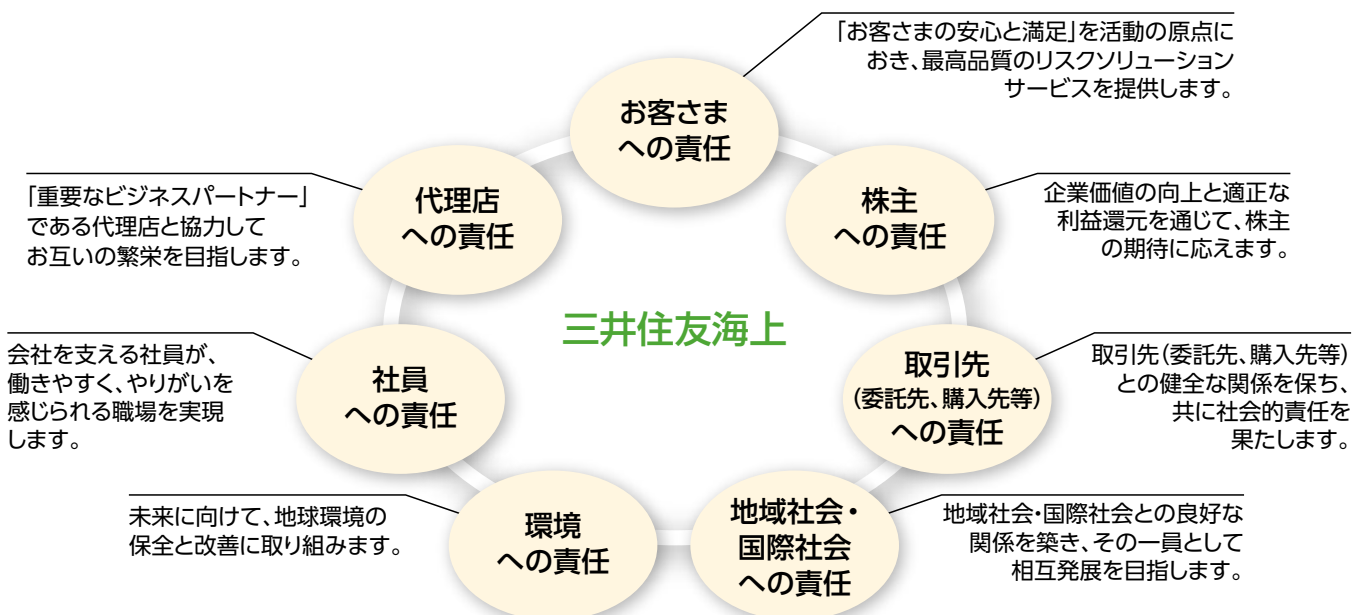 「お客さまの安心と満足」を活動の原点に
おき、最高品質のリスクソリューション
サービスを提供します。
お客さま
への責任
「重要なビジネスパートナー」
である代理店と協力して
お互いの繁栄を目指します。
代理店
への責任
株主
への責任
企業価値の向上と適正な
利益還元を通じて、株主
の期待に応えます。
三井住友海上
会社を支える社員が、
働きやすく、やりがいを
感じられる職場を実現
します。
社員
への責任
取引先
(委託先、購入先等)
への責任
取引先(委託先、購入先等)
との健全な関係を保ち、
共に社会的責任を
果たします。
未来に向けて、地球環境の
保全と改善に取り組みます。
環境
への責任
地域社会・
国際社会
への責任
地域社会・国際社会との良好な
関係を築き、その一員として
相互発展を目指します。